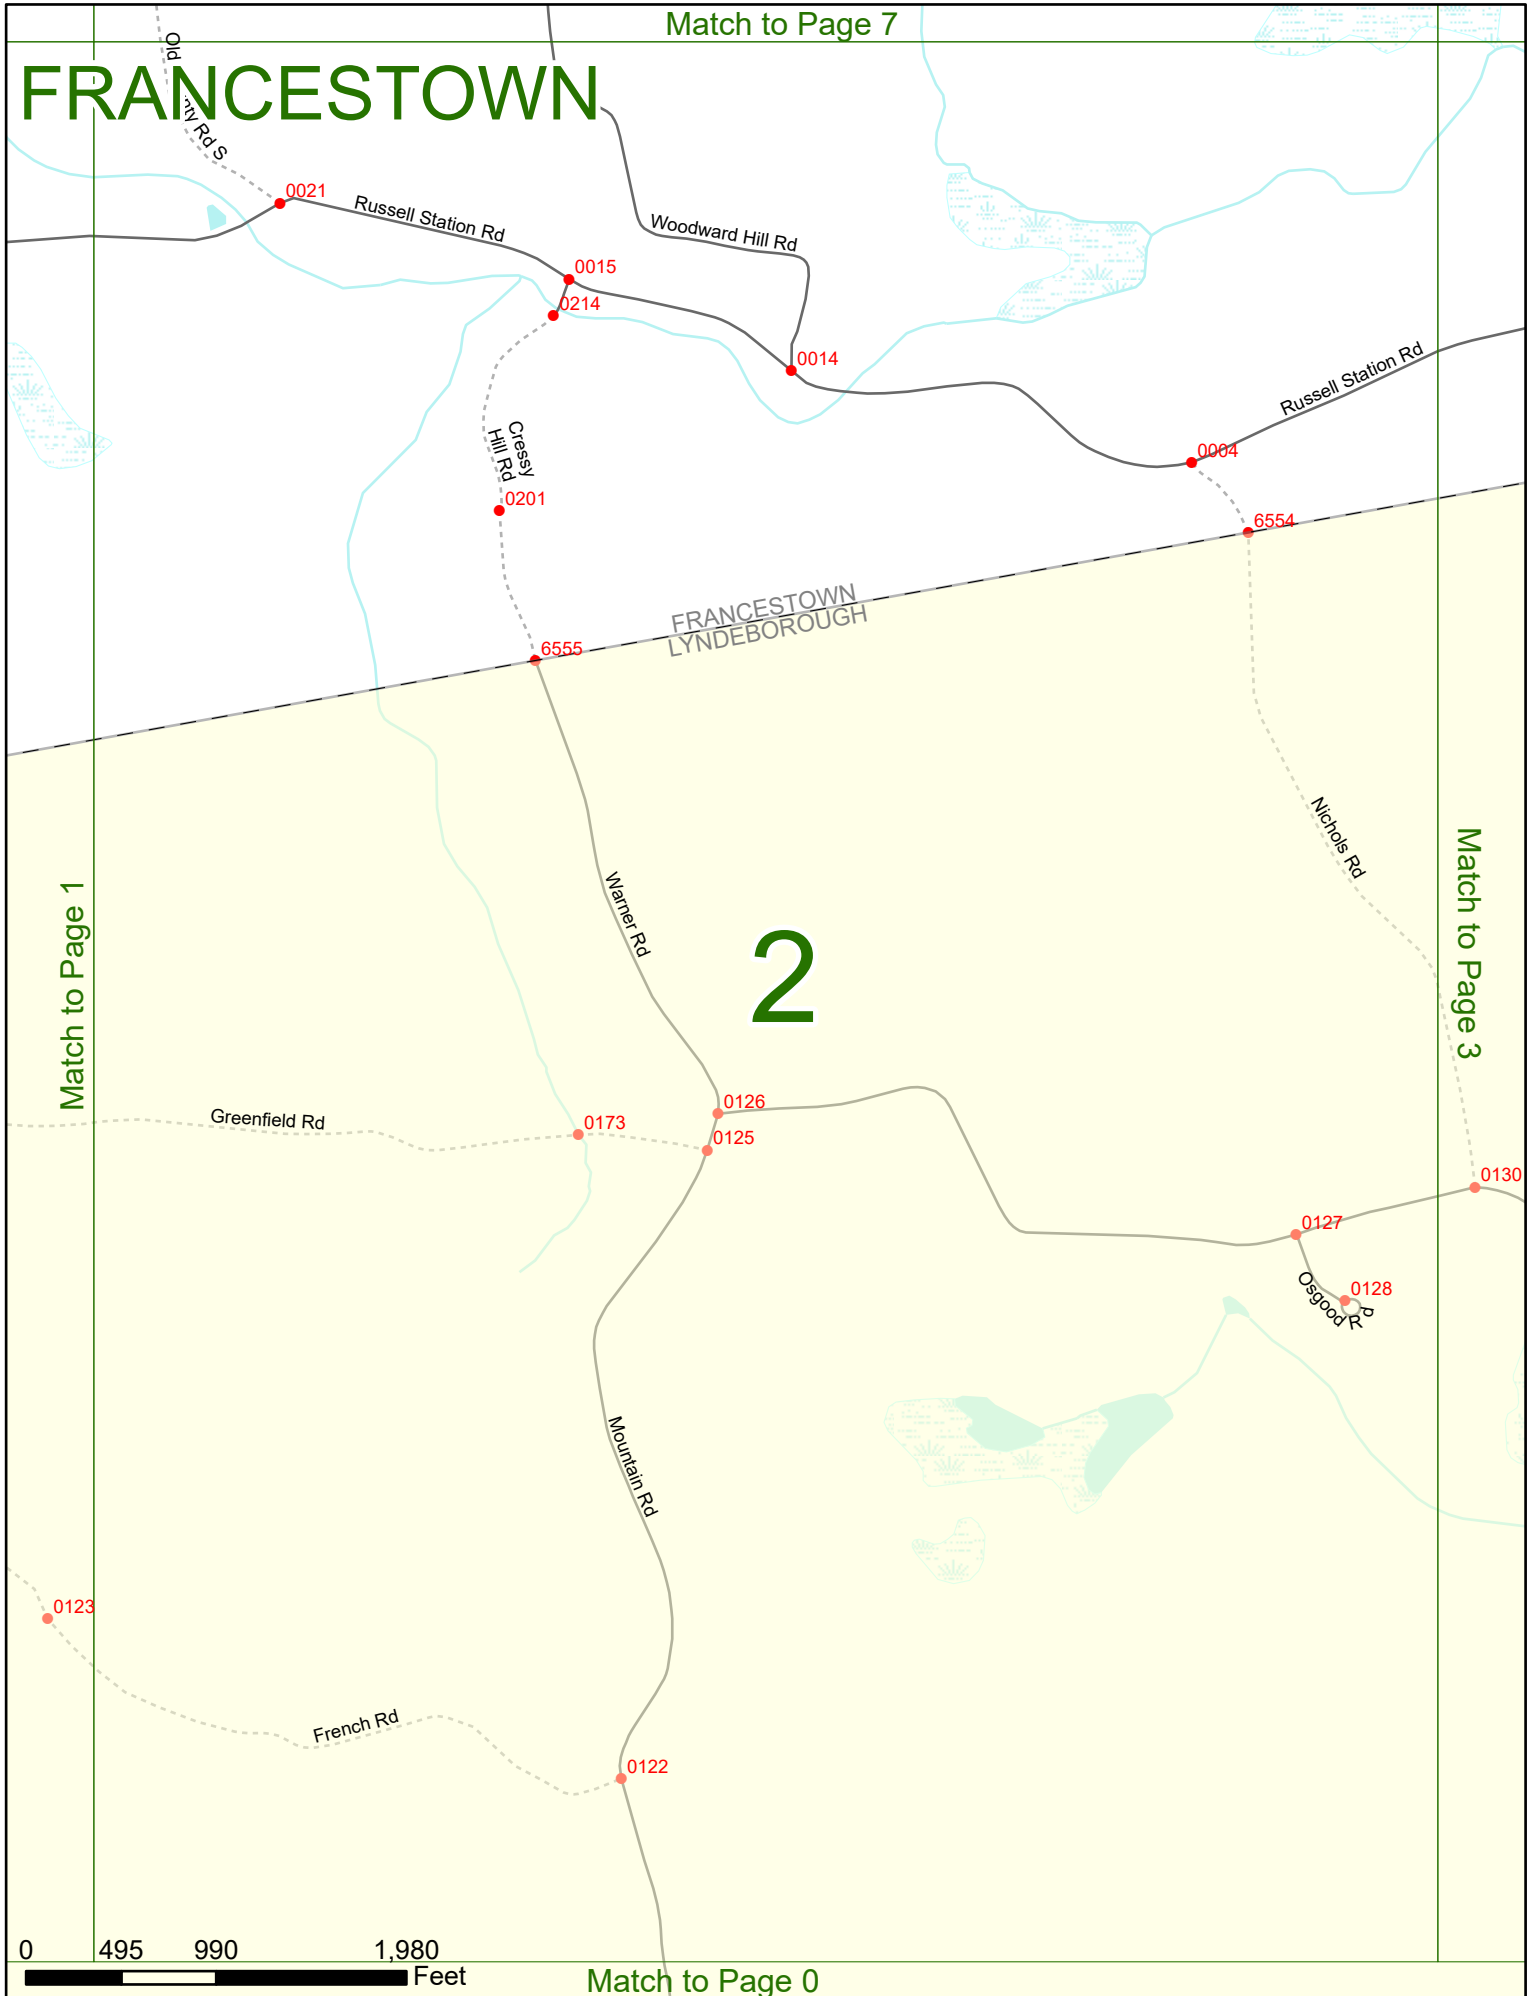 Match to Page 7
FRANCESTOWN
Old
nty Rd S
0021
Russell Station Rd
Woodward Hill Rd
0015
0214
0014
Russell Station Rd
Cressy
Hill Rd
0004
0201
6554
FRANCESTOWN
LYNDEBOROUGH
6555
Nichols Rd
Match to Page 1
Warner Rd
2
Match to Page 3
Greenfield Rd
0173
0126
0125
0130
0127
0128
Osgood Rd
Mountain Rd
0123
French Rd
0122
0 495 990 1,980
Feet
Match to Page 0